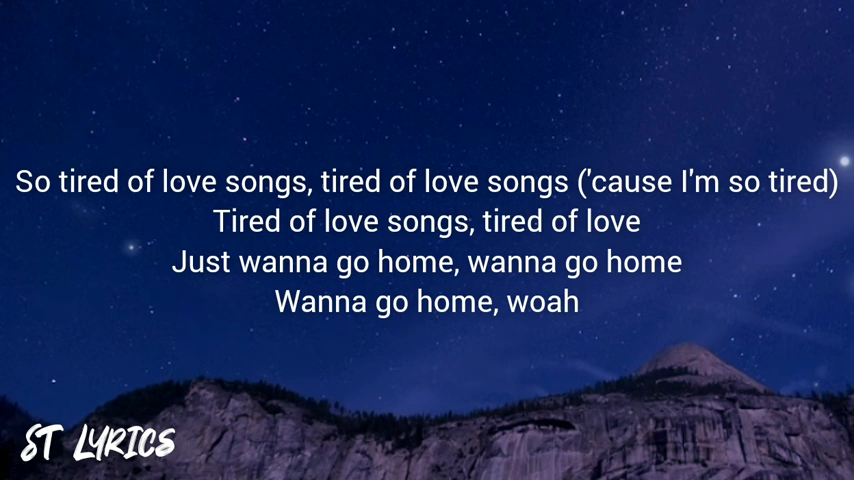 So tired of love songs, tired of love songs ('cause I'm so tired)
Tired of love songs, tired of love
Just wanna go home, wanna go home
Wanna go home, woah
ST LYRICS